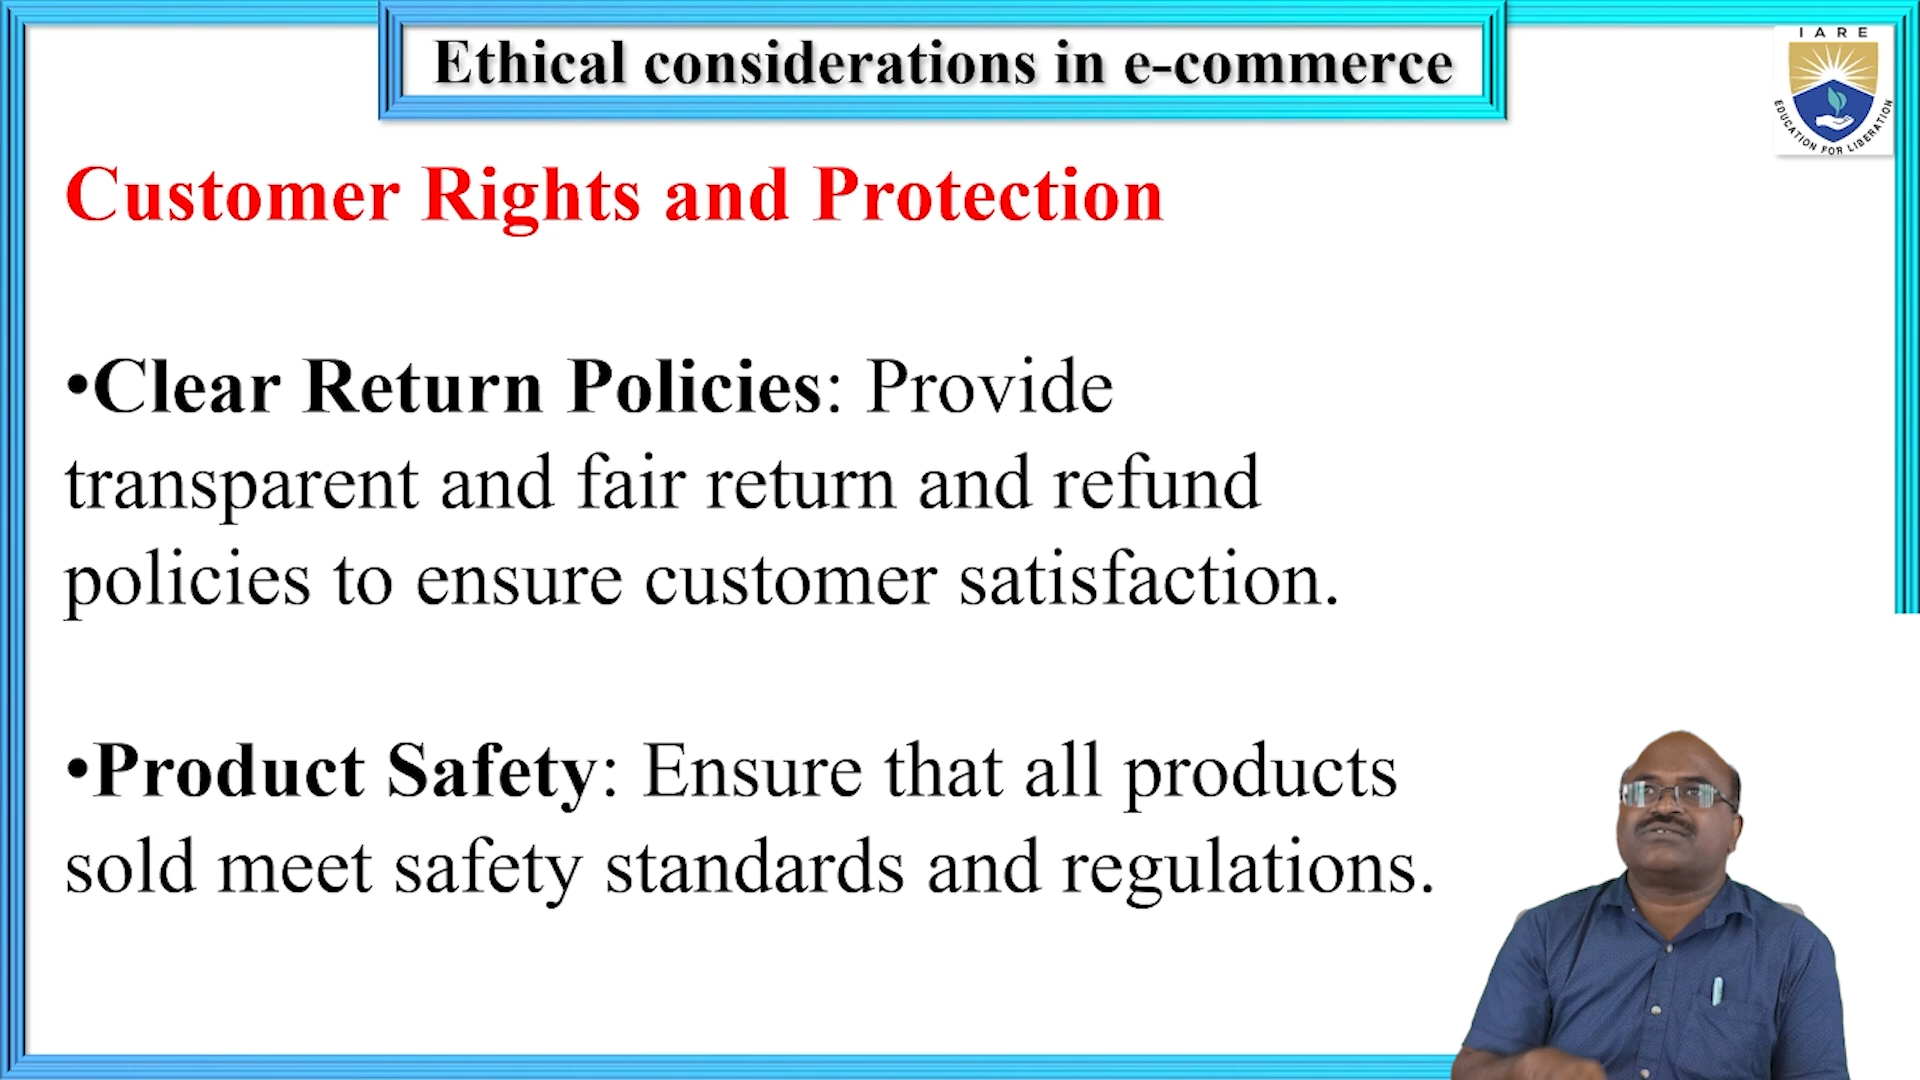 Ethical considerations in e-commerce
IARE
EDUCATION FOR LIBERATION
Customer Rights and Protection
•Clear Return Policies: Provide
transparent and fair return and refund
policies to ensure customer satisfaction.
•Product Safety: Ensure that all products
sold meet safety standards and regulations.